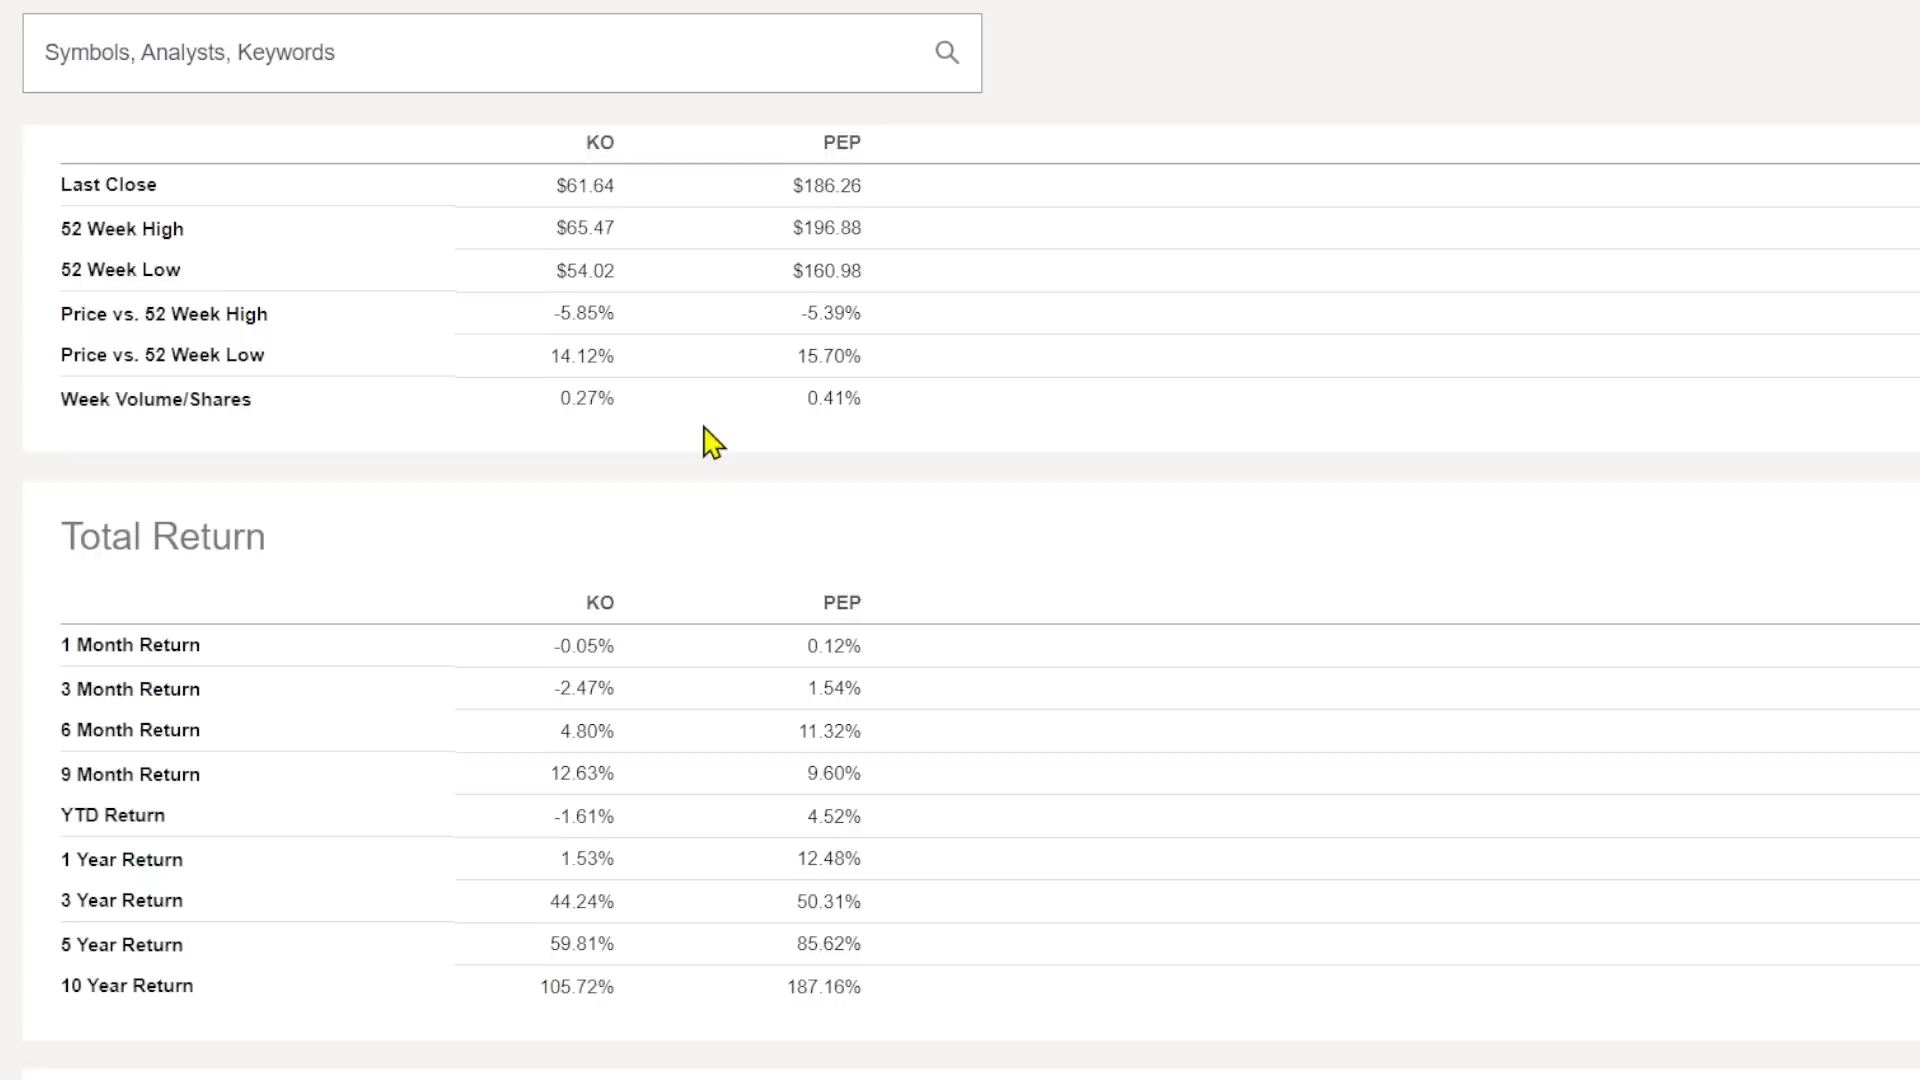 Symbols, Analysts, Keywords
KO PEP
Last Close $61.64 $186.26
52 Week High $65.47 $196.88
52 Week Low $54.02 $160.98
Price vs. 52 Week High -5.85% -5.39%
Price vs. 52 Week Low 14.12% 15.70%
Week Volume/Shares 0.27% 0.41%
Total Return
KO PEP
1 Month Return -0.05% 0.12%
3 Month Return -2.47% 1.54%
6 Month Return 4.80% 11.32%
9 Month Return 12.63% 9.60%
YTD Return -1.61% 4.52%
1 Year Return 1.53% 12.48%
3 Year Return 44.24% 50.31%
5 Year Return 59.81% 85.62%
10 Year Return 105.72% 187.16%